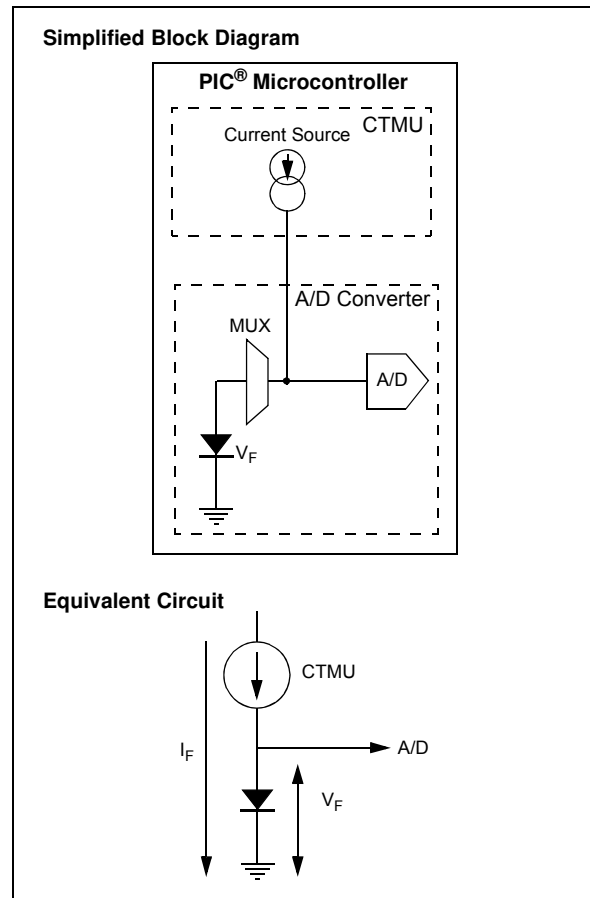 Simplified Block Diagram
PIC® Microcontroller
CTMU
Current Source
A/D Converter
MUX
A/D
VF
Equivalent Circuit
CTMU
IF
A/D
VF